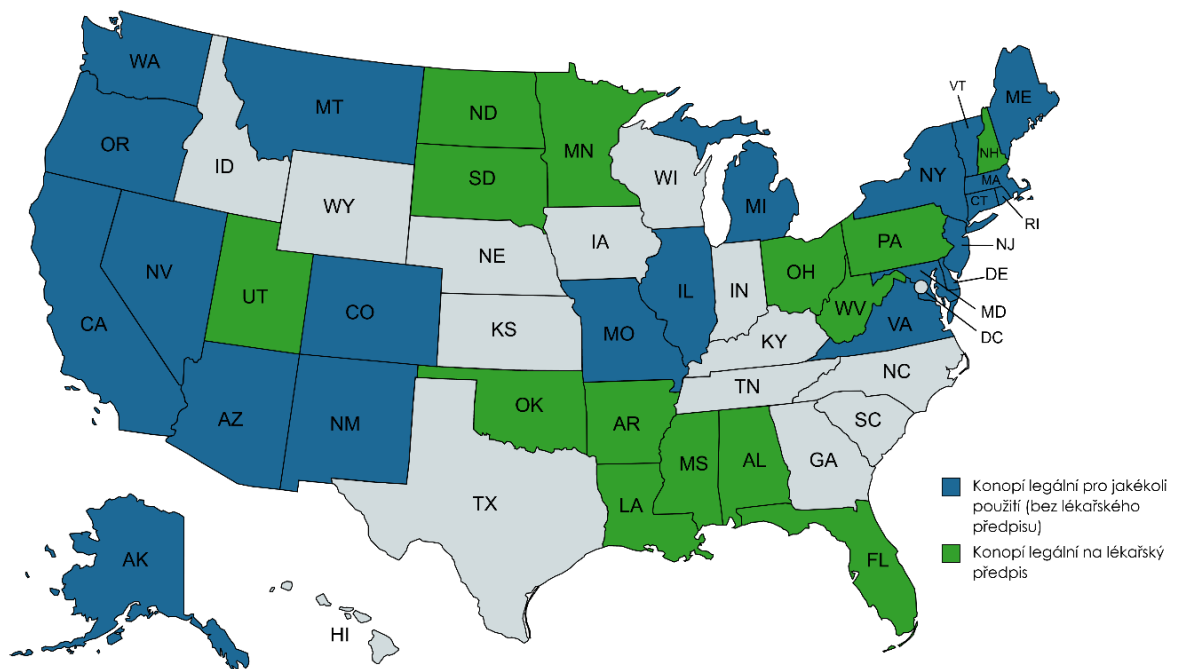 WA
MT
ND
MN
VT
ME
OR
ID
SD
WI
NY
NH
MA
CT
RI
WY
MI
NJ
NV
NE
IA
PA
DE
UT
CO
IL
IN
OH
WV
MD
DC
CA
KS
MO
KY
VA
AZ
NM
OK
AR
TN
NC
SC
MS
AL
GA
TX
LA
FL
AK
HI
Konopí legální pro jakékoli
použití (bez lékařského
předpisu)
Konopí legální na lékařský
předpis